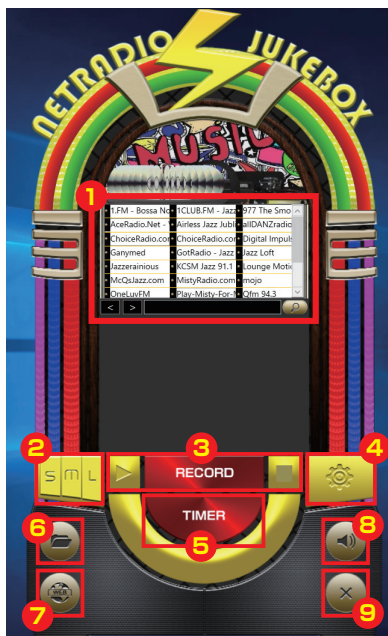 NETRADIO JUKEBOX
MUSIC
1
1.FM - Bossa No 1CLUB.FM - Jazz 977 The Smo
AceRadio.Net - Airless Jazz Jubli allDANZradio
ChoiceRadio.cor ChoiceRadio.cor Digital Impuls
Ganymed GotRadio - Jazz Jazz Loft
Jazzerainious KCSM Jazz 91.1 Lounge Motio
McQsJazz.com MistyRadio.com mojo
OneLuvFM Play-Misty-For-M Qfm 94.3
< >
2 3 4
S M L RECORD
TIMER
5
6 8
WEB
7 9